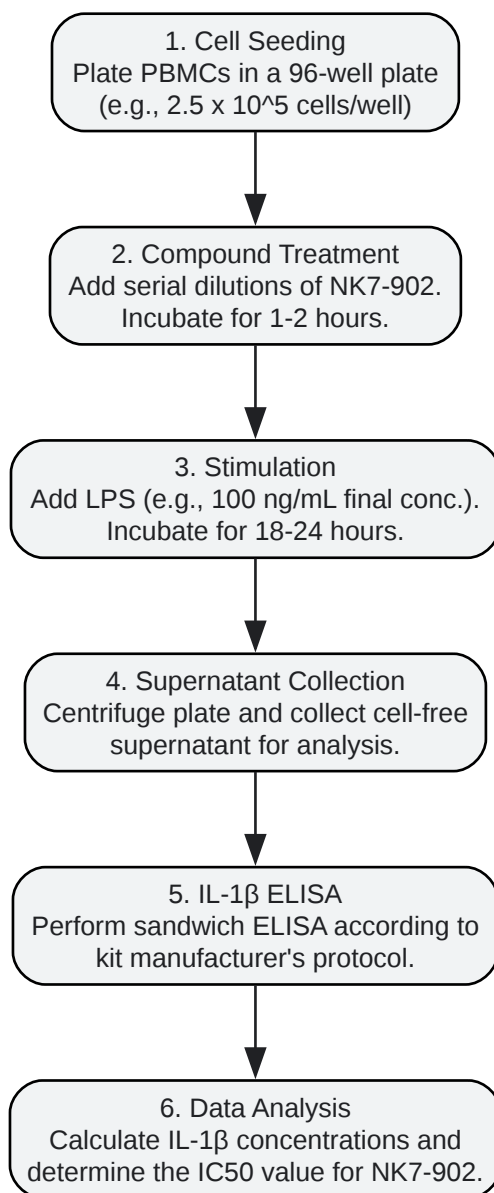 1. Cell Seeding
Plate PBMCs in a 96-well plate
(e.g., 2.5 x 10^5 cells/well)
2. Compound Treatment
Add serial dilutions of NK7-902.
Incubate for 1-2 hours.
3. Stimulation
Add LPS (e.g., 100 ng/mL final conc.).
Incubate for 18-24 hours.
4. Supernatant Collection
Centrifuge plate and collect cell-free
supernatant for analysis.
5. IL-1β ELISA
Perform sandwich ELISA according to
kit manufacturer's protocol.
6. Data Analysis
Calculate IL-1β concentrations and
determine the IC50 value for NK7-902.